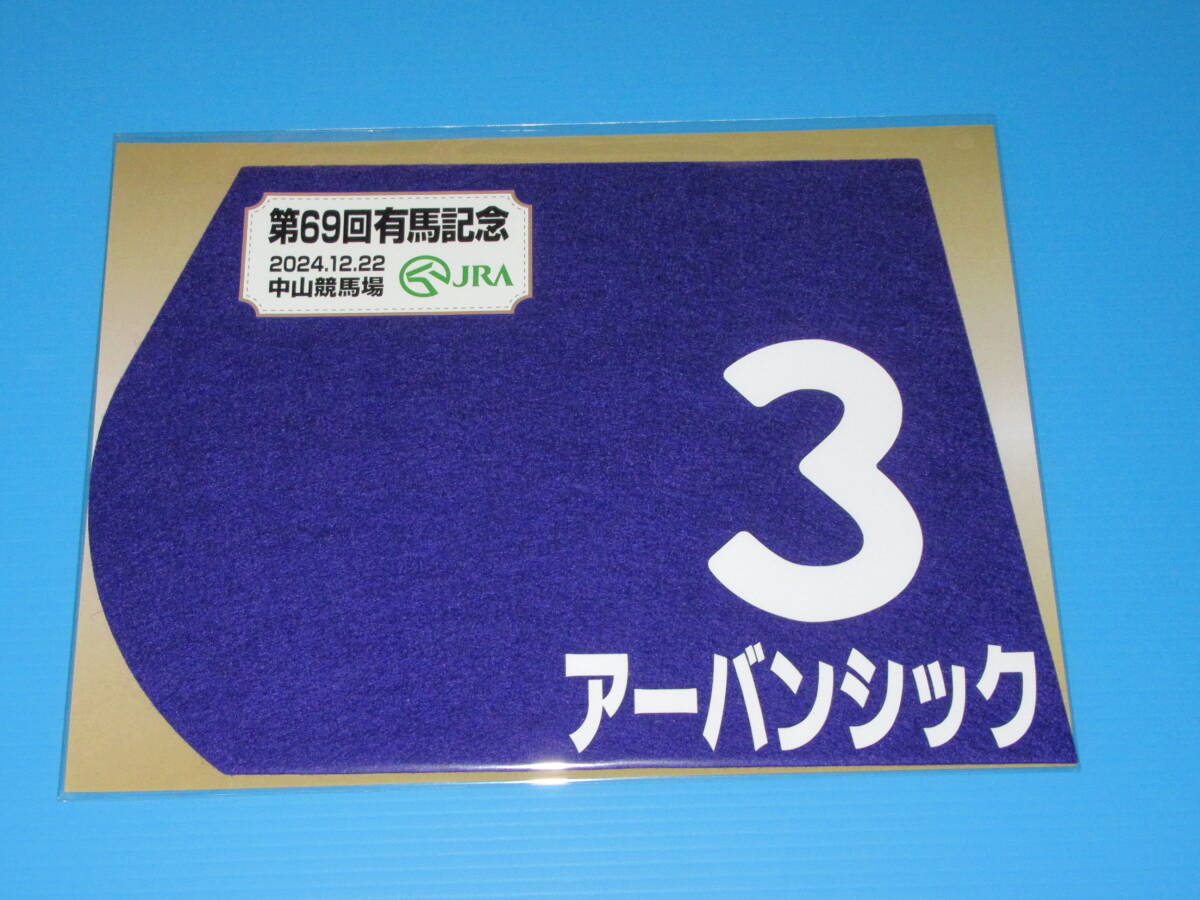 第69回有馬記念
2024.12.22
中山競馬場
JRA
3
アーバンシック